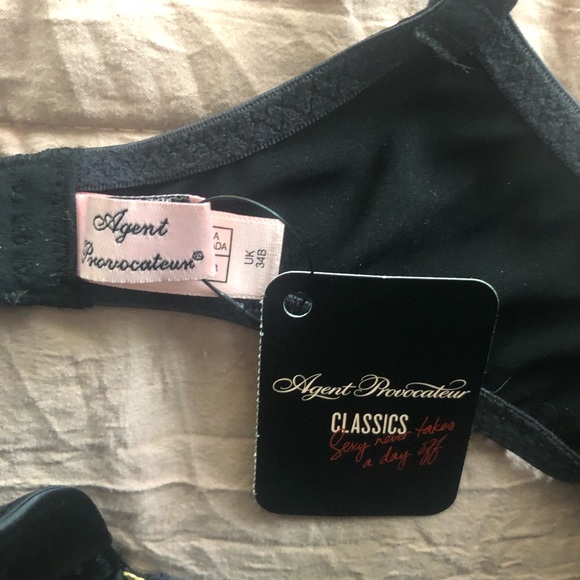 Agent
Provocateur®
UK
34B
Agent Provocateur
CLASSICS
Sexy never takes
a day off